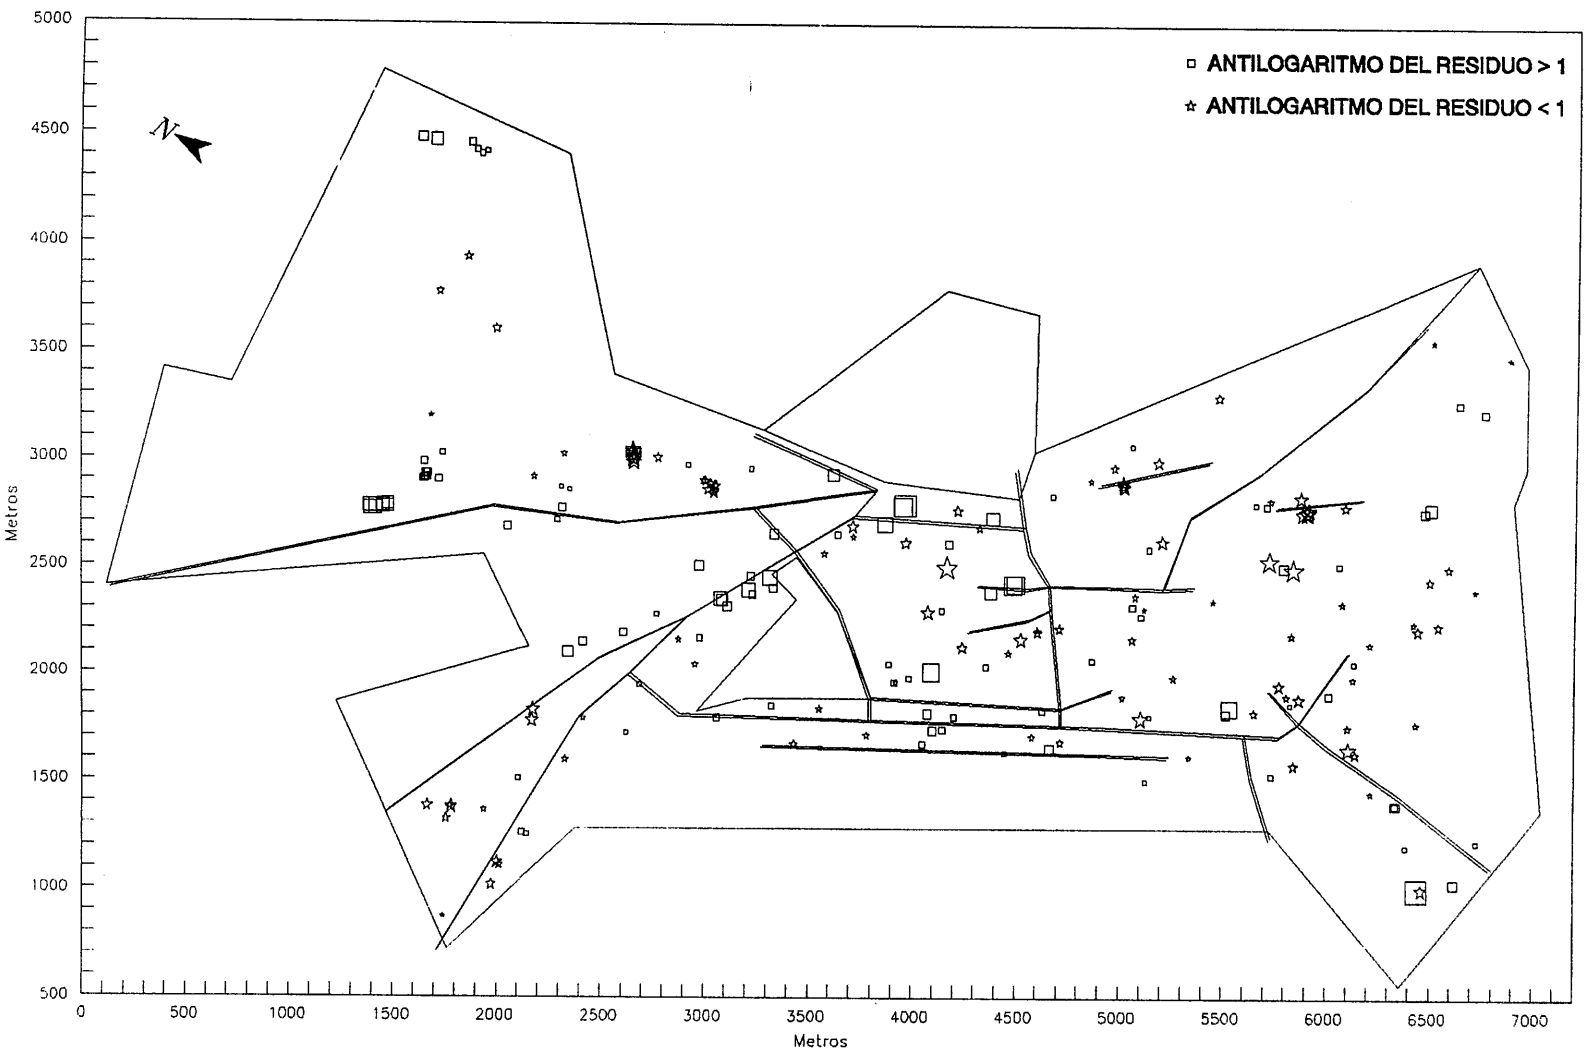 5000
□ ANTILOGARITMO DEL RESIDUO > 1
☆ ANTILOGARITMO DEL RESIDUO < 1
N
4500
4000
3500
3000
Metros
2500
2000
1500
1000
500
0 500 1000 1500 2000 2500 3000 3500 4000 4500 5000 5500 6000 6500 7000
Metros